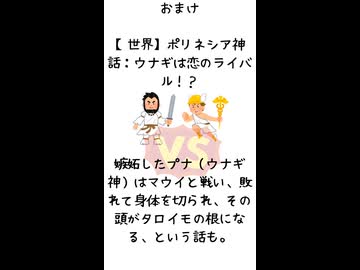 おまけ
【 世界】ポリネシア神
話：ウナギは恋のライバ
ル！？
VS
嫉妬したプナ（ウナギ
神）はマウイと戦い、敗
れて身体を切られ、その
頭がタロイモの根にな
る、という話も。